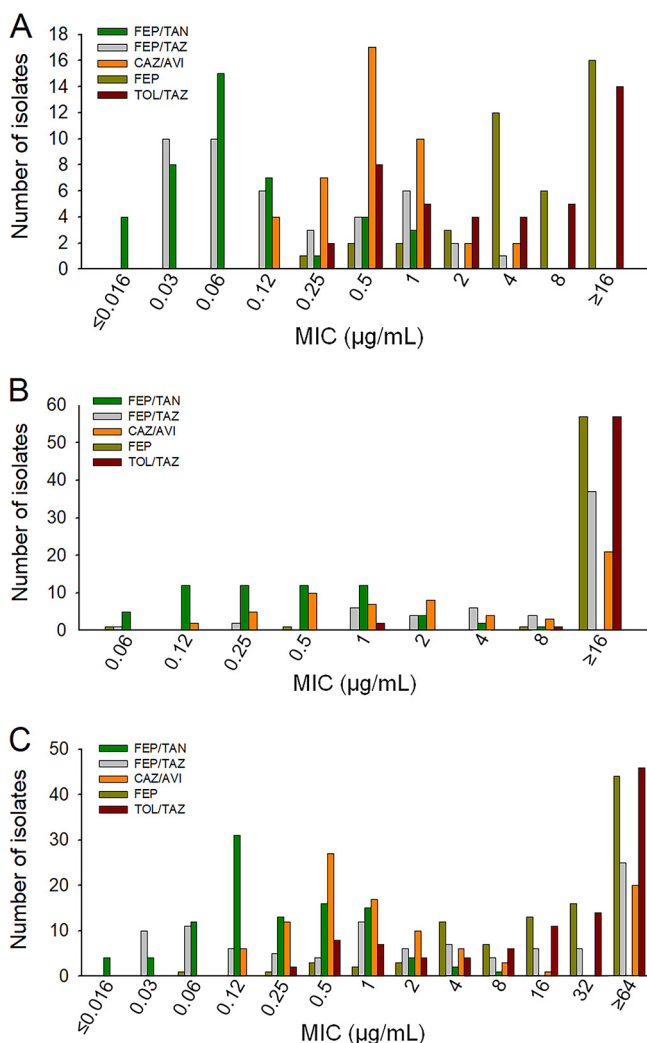 A
FEP/TAN
FEP/TAZ
CAZ/AVI
FEP
TOL/TAZ
Number of isolates
18
16
14
12
10
8
6
4
2
0
≤0.016
0.03
0.06
0.12
0.25
0.5
1
2
4
8
≥16
MIC (µg/mL)
B
FEP/TAN
FEP/TAZ
CAZ/AVI
FEP
TOL/TAZ
Number of isolates
60
50
40
30
20
10
0
0.06
0.12
0.25
0.5
1
2
4
8
≥16
MIC (µg/mL)
C
FEP/TAN
FEP/TAZ
CAZ/AVI
FEP
TOL/TAZ
Number of isolates
50
40
30
20
10
0
≤0.016
0.03
0.06
0.12
0.25
0.5
1
2
4
8
16
32
≥64
MIC (µg/mL)